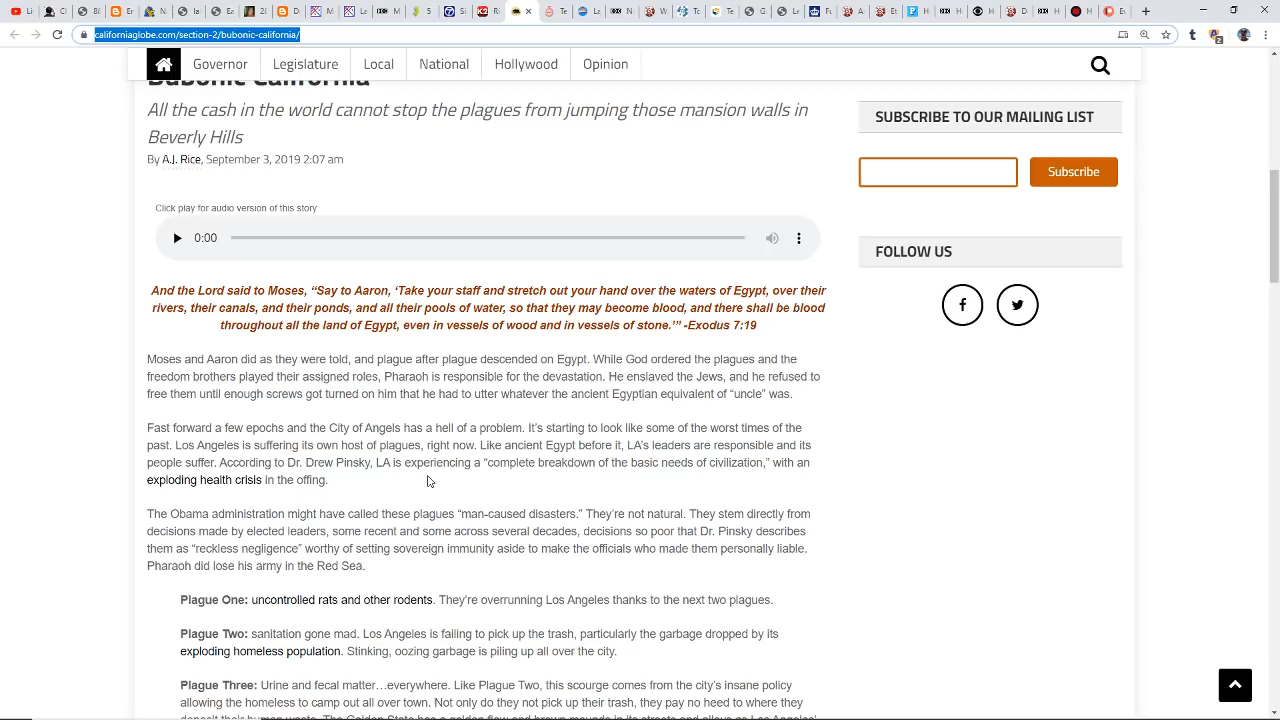 californiaglobe.com/section-2/bubonic-california/
Governor
Legislature
Local
National
Hollywood
Opinion
Bubonic California
All the cash in the world cannot stop the plagues from jumping those mansion walls in
Beverly Hills
By A.J. Rice, September 3, 2019 2:07 am
Click play for audio version of this story
0:00
And the Lord said to Moses, “Say to Aaron, ‘Take your staff and stretch out your hand over the waters of Egypt, over their
rivers, their canals, and their ponds, and all their pools of water, so that they may become blood, and there shall be blood
throughout all the land of Egypt, even in vessels of wood and in vessels of stone.’” -Exodus 7:19
Moses and Aaron did as they were told, and plague after plague descended on Egypt. While God ordered the plagues and the
freedom brothers played their assigned roles, Pharaoh is responsible for the devastation. He enslaved the Jews, and he refused to
free them until enough screws got turned on him that he had to utter whatever the ancient Egyptian equivalent of “uncle” was.
Fast forward a few epochs and the City of Angels has a hell of a problem. It’s starting to look like some of the worst times of the
past. Los Angeles is suffering its own host of plagues, right now. Like ancient Egypt before it, LA’s leaders are responsible and its
people suffer. According to Dr. Drew Pinsky, LA is experiencing a “complete breakdown of the basic needs of civilization,” with an
exploding health crisis in the offing.
The Obama administration might have called these plagues “man-caused disasters.” They’re not natural. They stem directly from
decisions made by elected leaders, some recent and some across several decades, decisions so poor that Dr. Pinsky describes
them as “reckless negligence” worthy of setting sovereign immunity aside to make the officials who made them personally liable.
Pharaoh did lose his army in the Red Sea.
Plague One: uncontrolled rats and other rodents. They’re overrunning Los Angeles thanks to the next two plagues.
Plague Two: sanitation gone mad. Los Angeles is failing to pick up the trash, particularly the garbage dropped by its
exploding homeless population. Stinking, oozing garbage is piling up all over the city.
Plague Three: Urine and fecal matter…everywhere. Like Plague Two, this scourge comes from the city’s insane policy
allowing the homeless to camp out all over town. Not only do they not pick up their trash, they pay no heed to where they
SUBSCRIBE TO OUR MAILING LIST
Subscribe
FOLLOW US